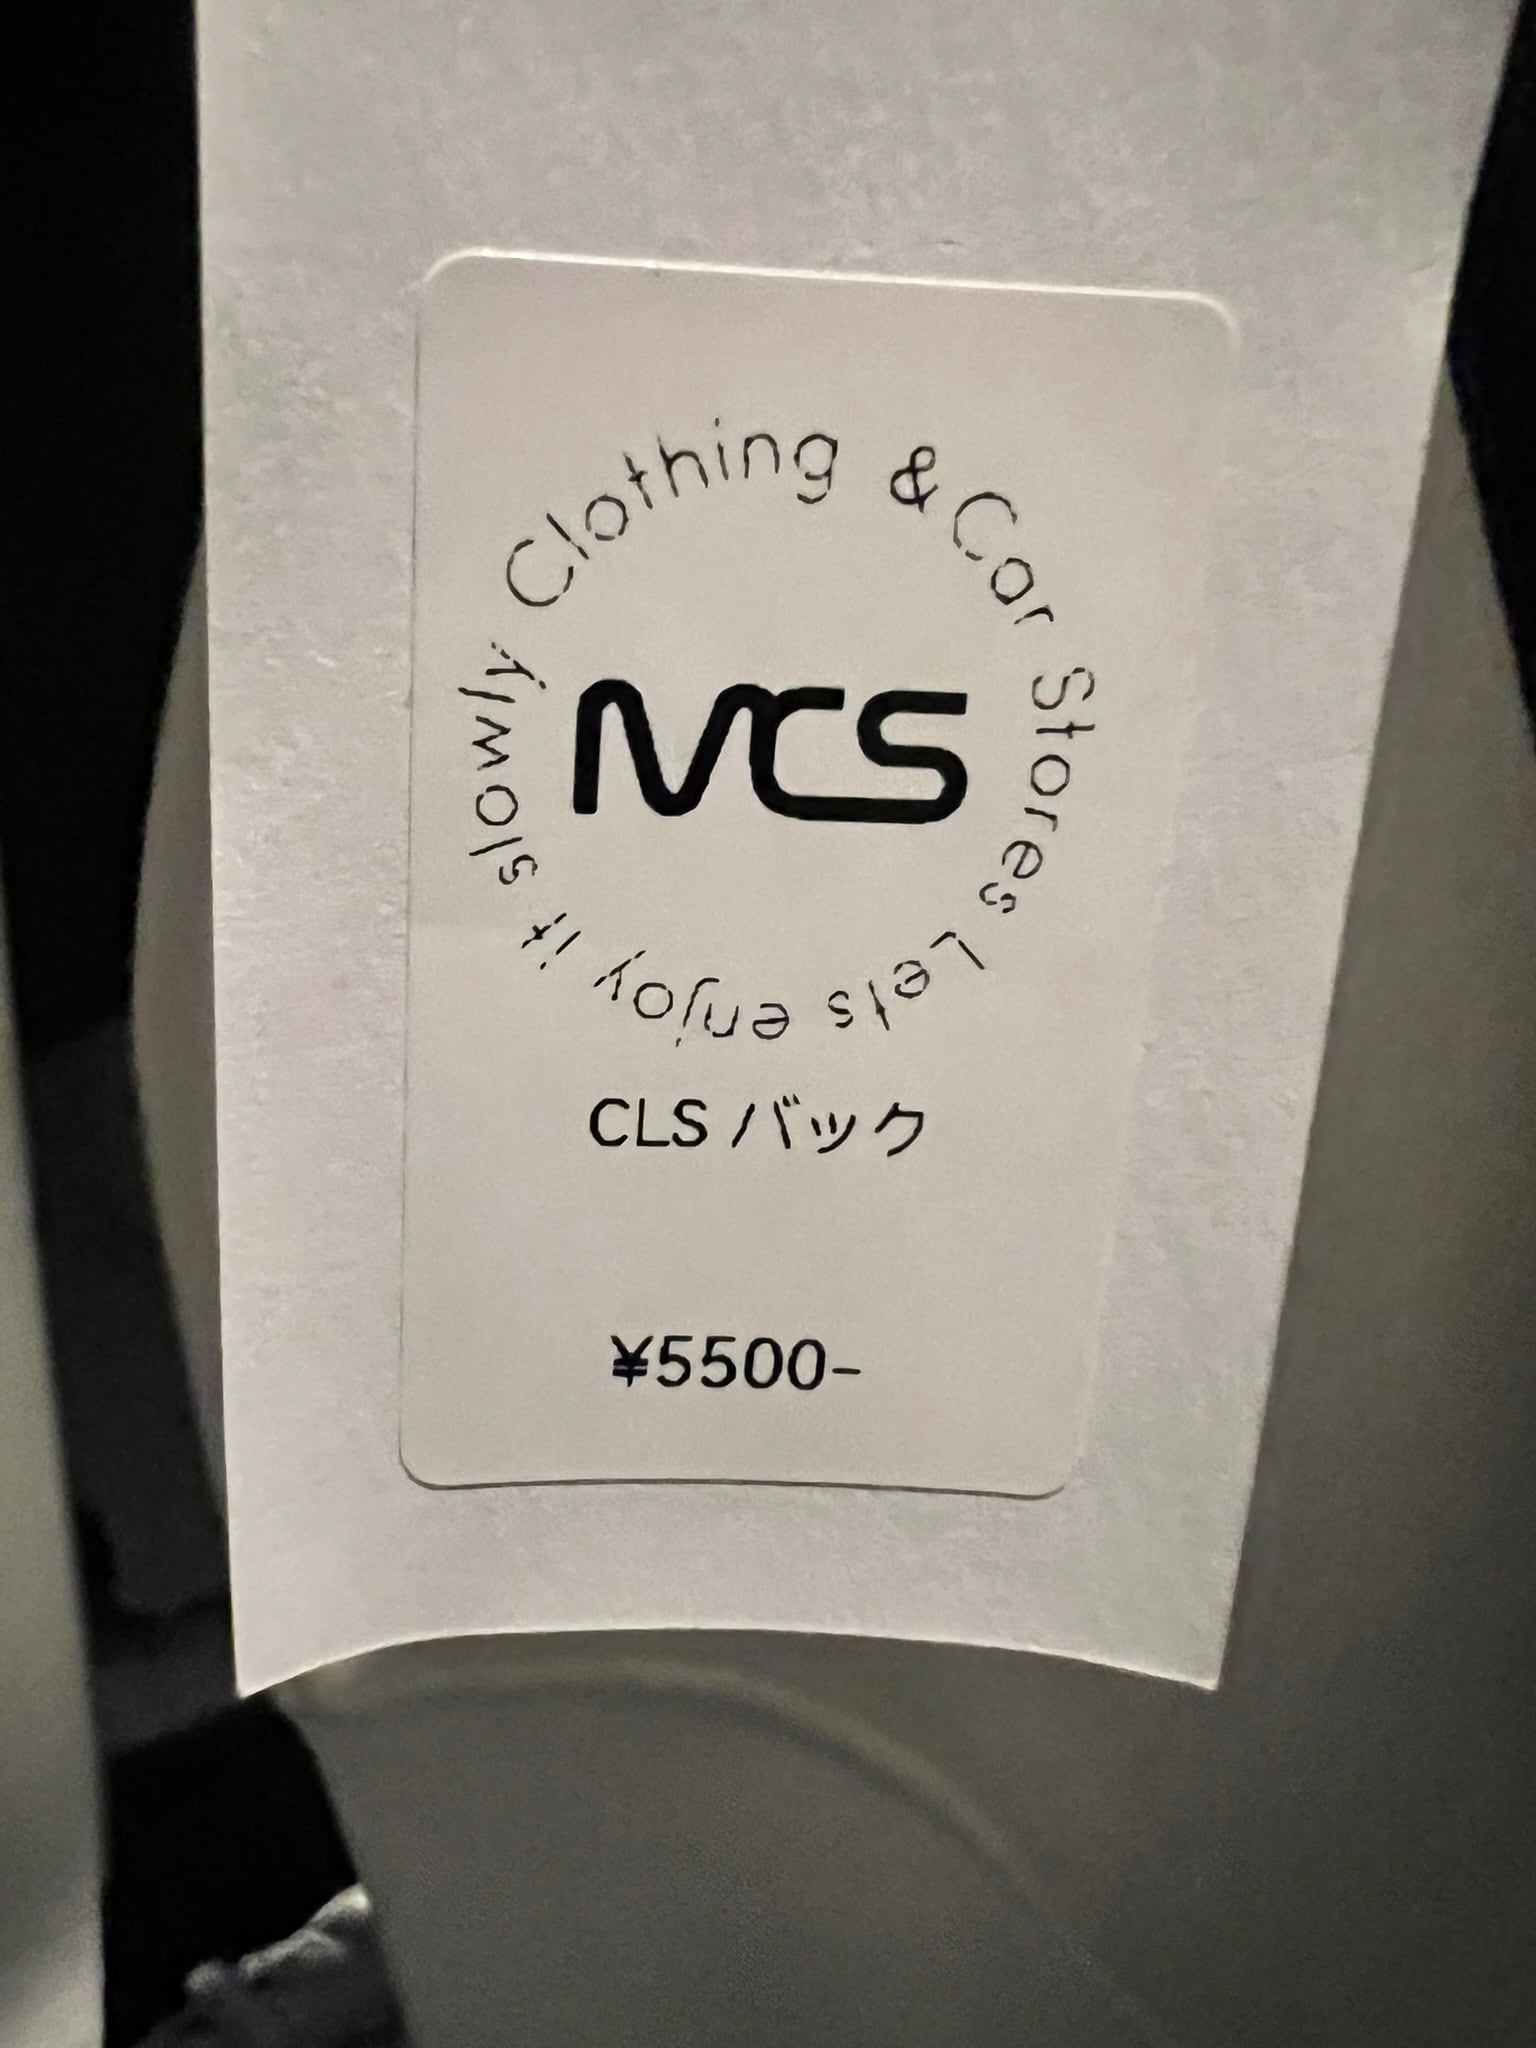 Clothing & Car Stores Lets enjoy it slowly
MCS
CLS バック
¥5500-